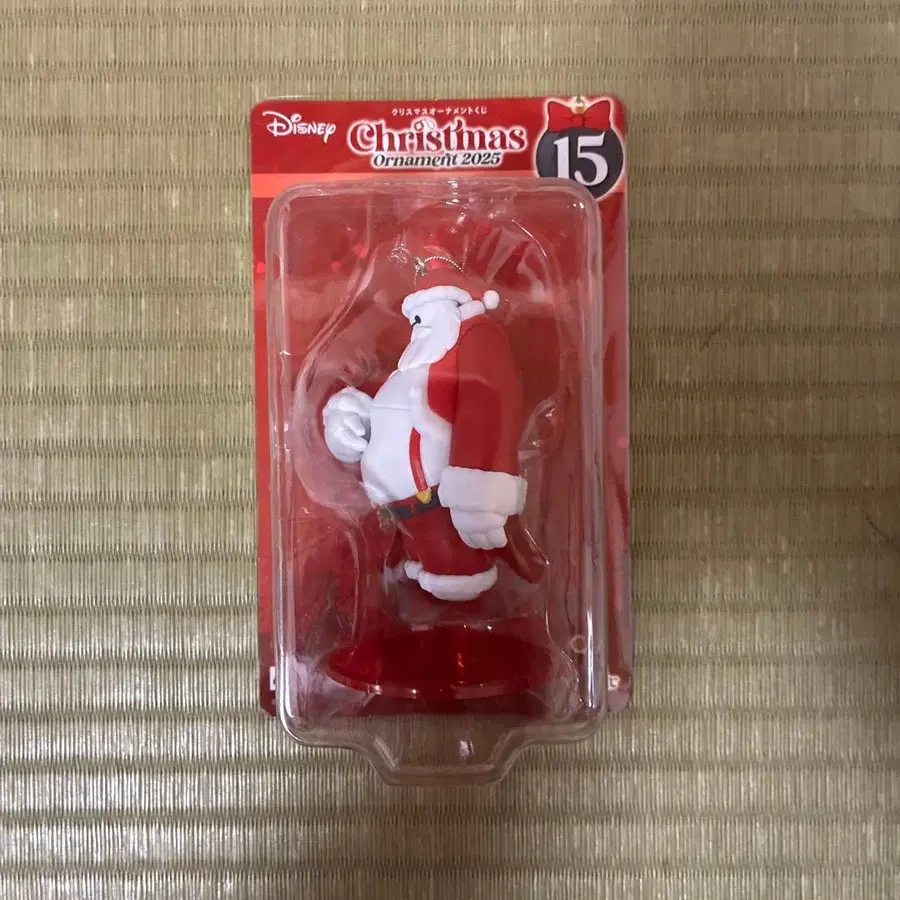 Disney
クリスマスオーナメントくじ
Christmas
Ornament 2025
15